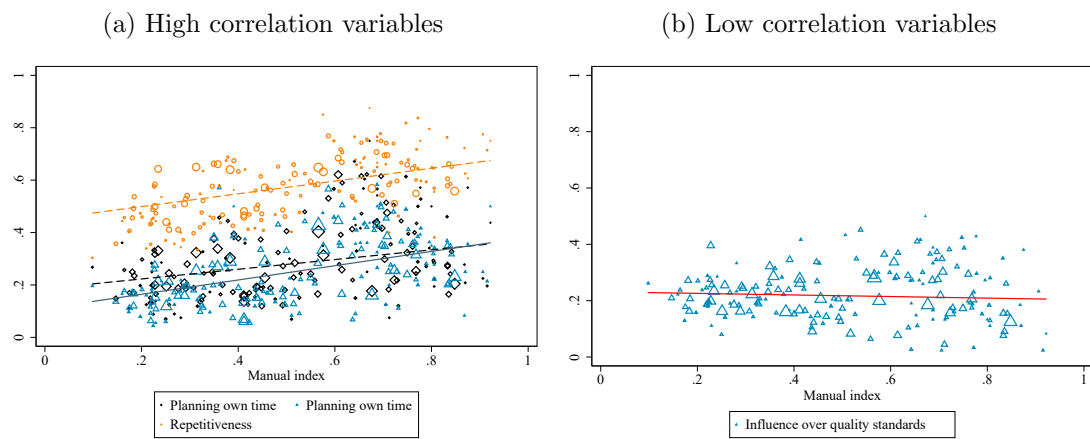 (a) High correlation variables
1
.8
.6
.4
.2
0
0 .2 .4 .6 .8 1
Manual index
Planning own time Planning own time
Repetitiveness
(b) Low correlation variables
1
.8
.6
.4
.2
0
0 .2 .4 .6 .8 1
Manual index
Influence over quality standards